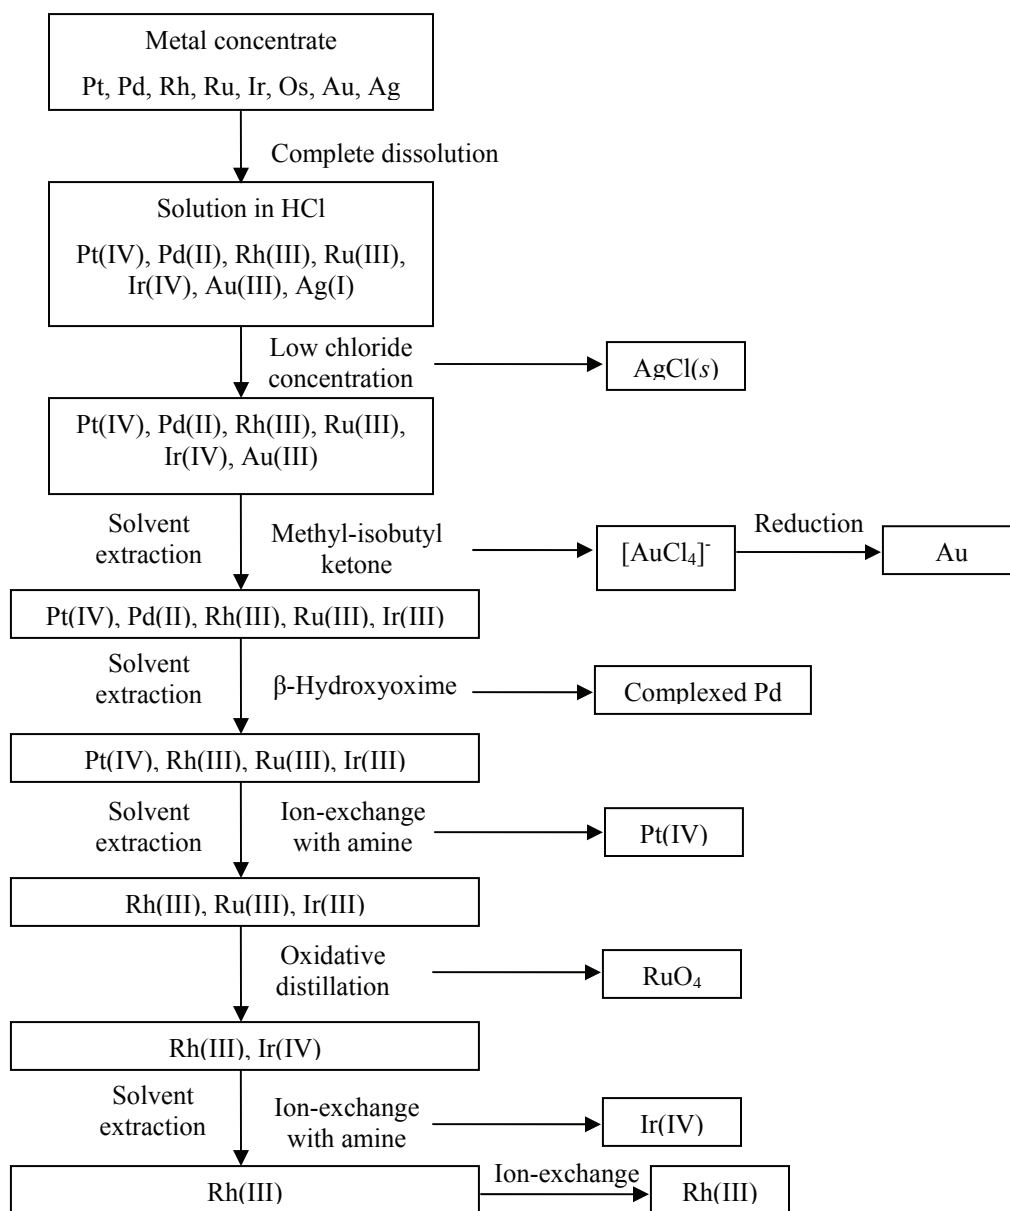 Metal concentrate
Pt, Pd, Rh, Ru, Ir, Os, Au, Ag
Complete dissolution
Solution in HCl
Pt(IV), Pd(II), Rh(III), Ru(III),
Ir(IV), Au(III), Ag(I)
Low chloride
concentration
AgCl(s)
Pt(IV), Pd(II), Rh(III), Ru(III),
Ir(IV), Au(III)
Solvent
extraction
Methyl-isobutyl
ketone
[AuCl₄]⁻
Reduction
Au
Pt(IV), Pd(II), Rh(III), Ru(III), Ir(III)
Solvent
extraction
β-Hydroxyoxime
Complexed Pd
Pt(IV), Rh(III), Ru(III), Ir(III)
Solvent
extraction
Ion-exchange
with amine
Pt(IV)
Rh(III), Ru(III), Ir(III)
Oxidative
distillation
RuO₄
Rh(III), Ir(IV)
Solvent
extraction
Ion-exchange
with amine
Ir(IV)
Rh(III)
Ion-exchange
Rh(III)